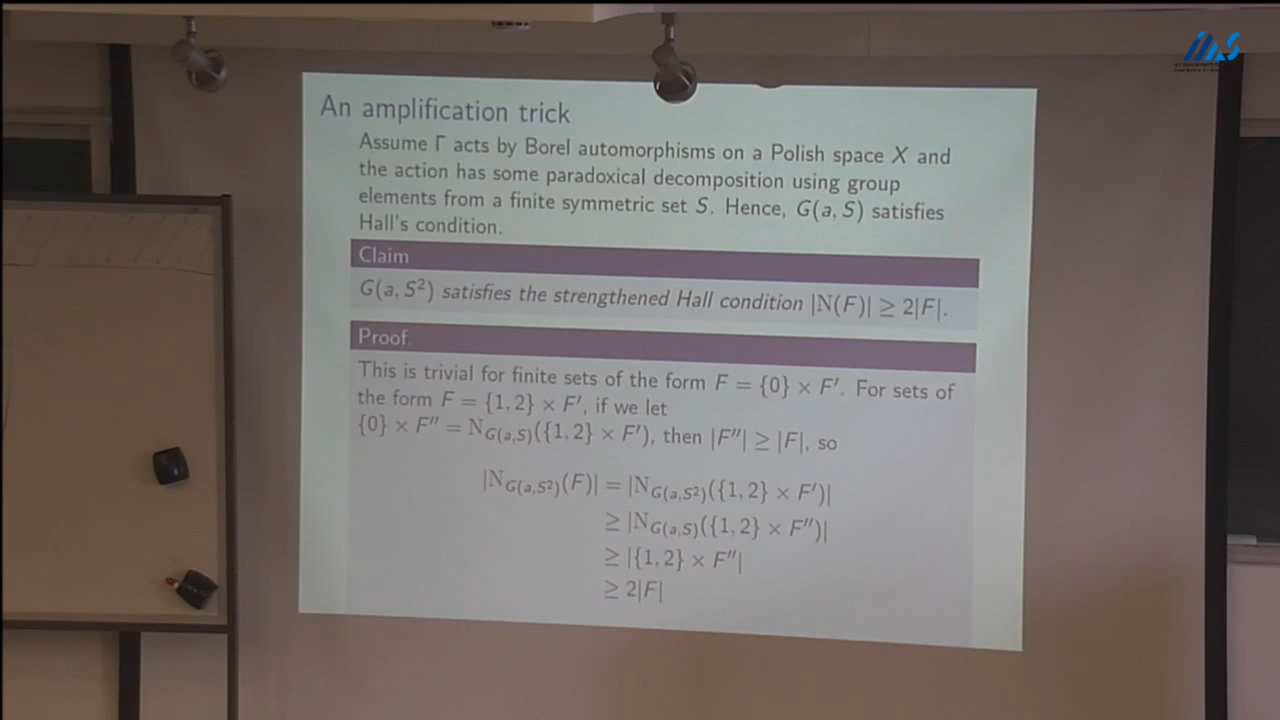 An amplification trick
Assume Γ acts by Borel automorphisms on a Polish space X and
the action has some paradoxical decomposition using group
elements from a finite symmetric set S. Hence, G(a, S) satisfies
Hall's condition.
Claim
G(a, S²) satisfies the strengthened Hall condition |N(F)| ≥ 2|F|.
Proof.
This is trivial for finite sets of the form F = {0} × F′. For sets of
the form F = {1, 2} × F′, if we let
{0} × F″ = N_{G(a,S)}({1, 2} × F′), then |F″| ≥ |F|, so
|N_{G(a,S²)}(F)| = |N_{G(a,S²)}({1, 2} × F′)|
≥ |N_{G(a,S)}({1, 2} × F″)|
≥ |{1, 2} × F″|
≥ 2|F|